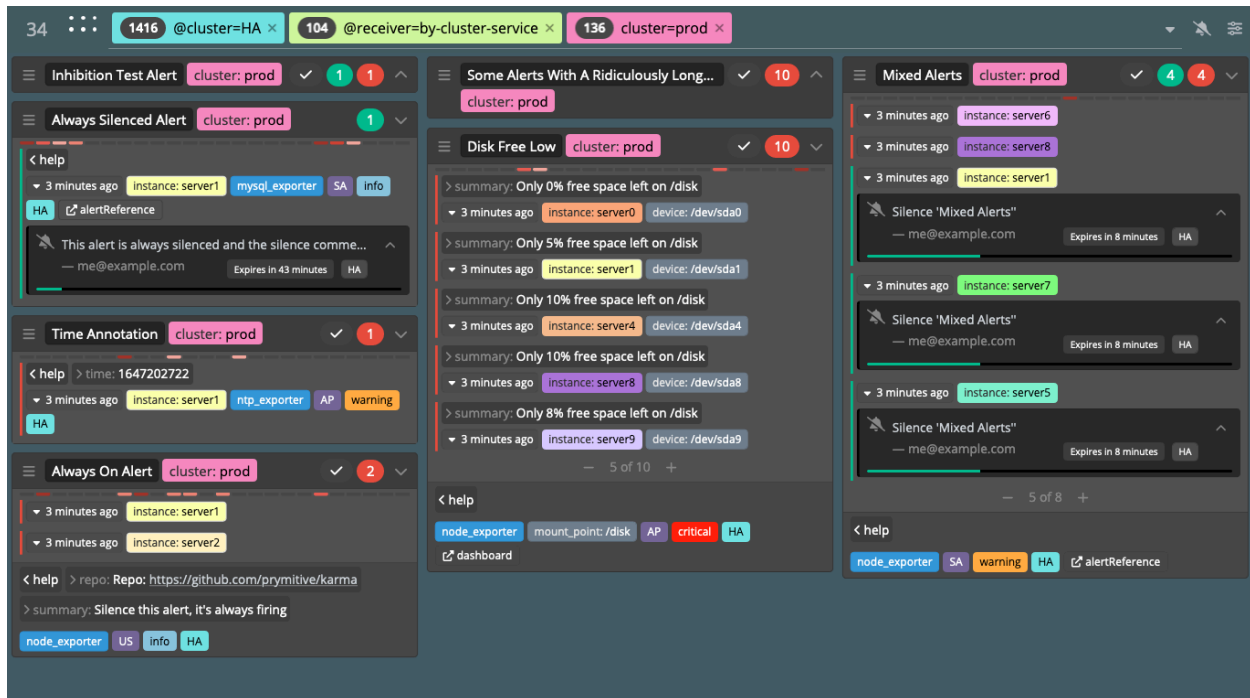 34 1416 @cluster=HA × 104 @receiver=by-cluster-service × 136 cluster=prod ×
Inhibition Test Alert cluster: prod 1 1
Always Silenced Alert cluster: prod 1
help
3 minutes ago instance: server1 mysql_exporter SA info
HA alertReference
This alert is always silenced and the silence comme...
— me@example.com Expires in 43 minutes HA
Time Annotation cluster: prod 1
help time: 1647202722
3 minutes ago instance: server1 ntp_exporter AP warning
HA
Always On Alert cluster: prod 2
3 minutes ago instance: server1
3 minutes ago instance: server2
help repo: Repo: https://github.com/prymitive/karma
summary: Silence this alert, it's always firing
node_exporter US info HA
Some Alerts With A Ridiculously Long... 10
cluster: prod
Disk Free Low cluster: prod 10
summary: Only 0% free space left on /disk
3 minutes ago instance: server0 device: /dev/sda0
summary: Only 5% free space left on /disk
3 minutes ago instance: server1 device: /dev/sda1
summary: Only 10% free space left on /disk
3 minutes ago instance: server4 device: /dev/sda4
summary: Only 10% free space left on /disk
3 minutes ago instance: server8 device: /dev/sda8
summary: Only 8% free space left on /disk
3 minutes ago instance: server9 device: /dev/sda9
— 5 of 10 +
help
node_exporter mount_point: /disk AP critical HA
dashboard
Mixed Alerts cluster: prod 4 4
3 minutes ago instance: server6
3 minutes ago instance: server8
3 minutes ago instance: server1
Silence 'Mixed Alerts''
— me@example.com Expires in 8 minutes HA
3 minutes ago instance: server7
Silence 'Mixed Alerts''
— me@example.com Expires in 8 minutes HA
3 minutes ago instance: server5
Silence 'Mixed Alerts''
— me@example.com Expires in 8 minutes HA
— 5 of 8 +
help
node_exporter SA warning HA alertReference